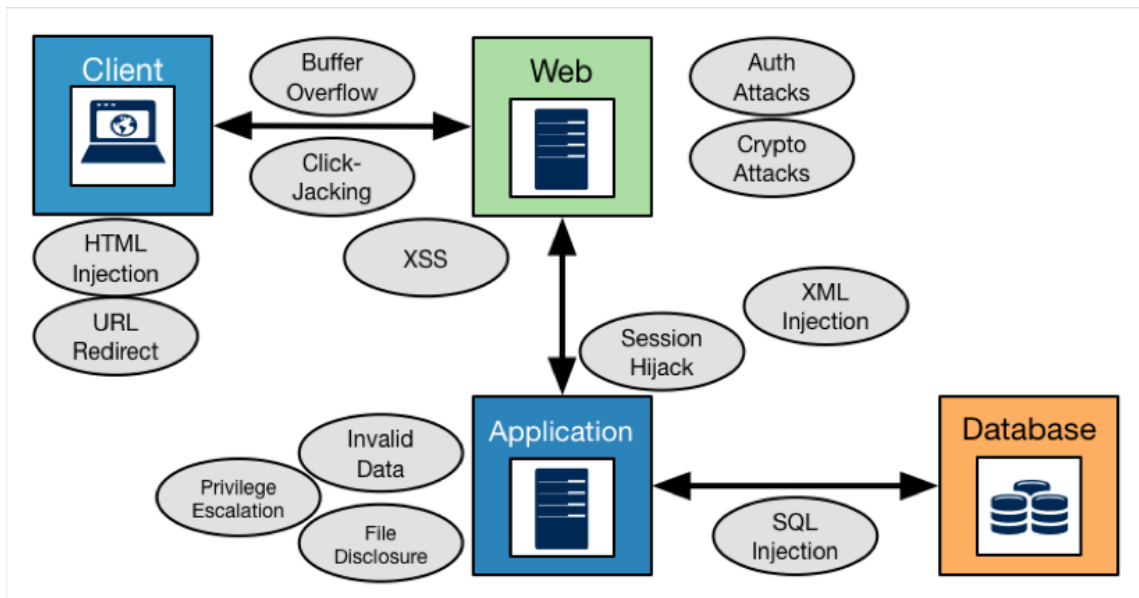 Client
Buffer
Overflow
Web
Auth
Attacks
Click-
Jacking
Crypto
Attacks
HTML
Injection
XSS
URL
Redirect
XML
Injection
Session
Hijack
Invalid
Data
Application
Database
Privilege
Escalation
File
Disclosure
SQL
Injection